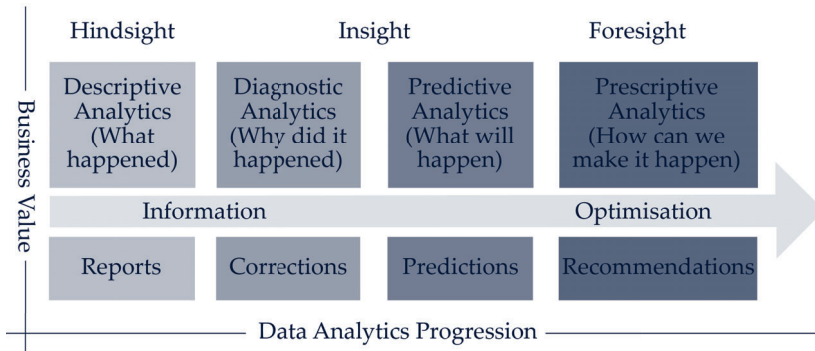 Hindsight
Insight
Foresight
Business Value
Descriptive
Analytics
(What
happened)
Diagnostic
Analytics
(Why did it
happened)
Predictive
Analytics
(What will
happen)
Prescriptive
Analytics
(How can we
make it happen)
Information
Optimisation
Reports
Corrections
Predictions
Recommendations
Data Analytics Progression